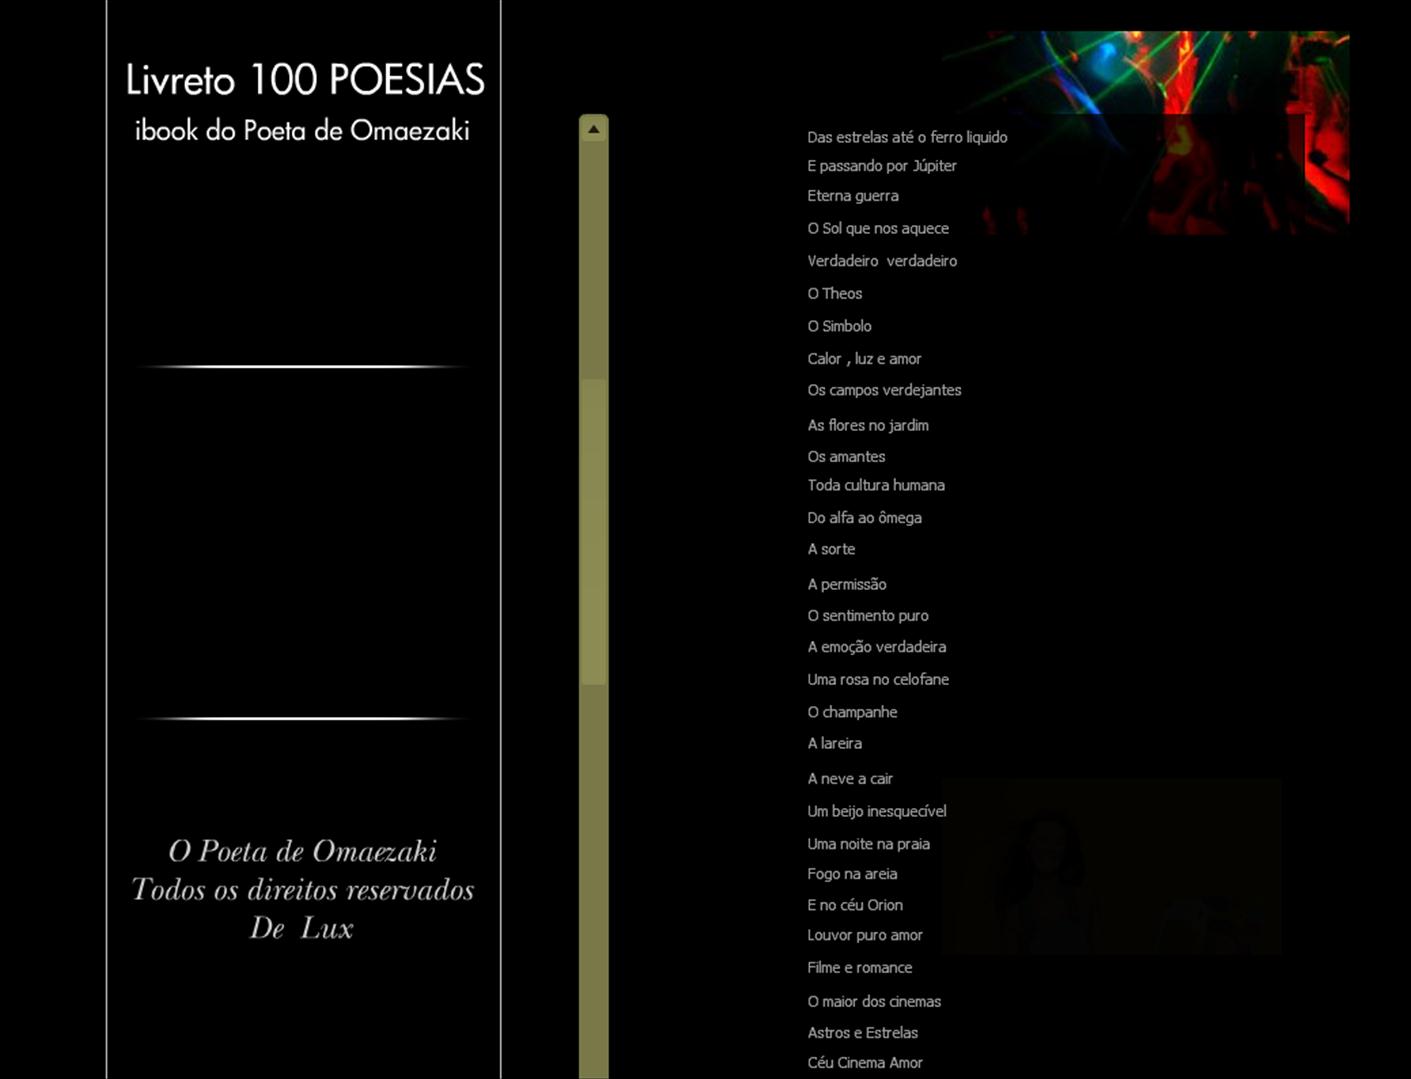 Livreto 100 POESIAS
ibook do Poeta de Omaezaki
O Poeta de Omaezaki
Todos os direitos reservados
De Lux
Das estrelas até o ferro liquido
E passando por Júpiter
Eterna guerra
O Sol que nos aquece
Verdadeiro verdadeiro
O Theos
O Simbolo
Calor , luz e amor
Os campos verdejantes
As flores no jardim
Os amantes
Toda cultura humana
Do alfa ao ômega
A sorte
A permissão
O sentimento puro
A emoção verdadeira
Uma rosa no celofane
O champanhe
A lareira
A neve a cair
Um beijo inesquecível
Uma noite na praia
Fogo na areia
E no céu Orion
Louvor puro amor
Filme e romance
O maior dos cinemas
Astros e Estrelas
Céu Cinema Amor